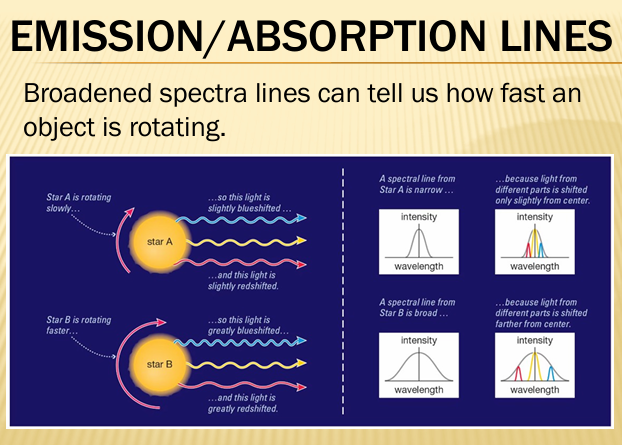 EMISSION/ABSORPTION LINES
Broadened spectra lines can tell us how fast an
object is rotating.
Star A is rotating
slowly…
star A
…so this light is
slightly blueshifted …
…and this light is
slightly redshifted.
A spectral line from
Star A is narrow …
intensity
wavelength
…because light from
different parts is shifted
only slightly from center.
intensity
wavelength
Star B is rotating
faster…
star B
…so this light is
greatly blueshifted…
…and this light is
greatly redshifted.
A spectral line from
Star B is broad …
intensity
wavelength
…because light from
different parts is shifted
farther from center.
intensity
wavelength